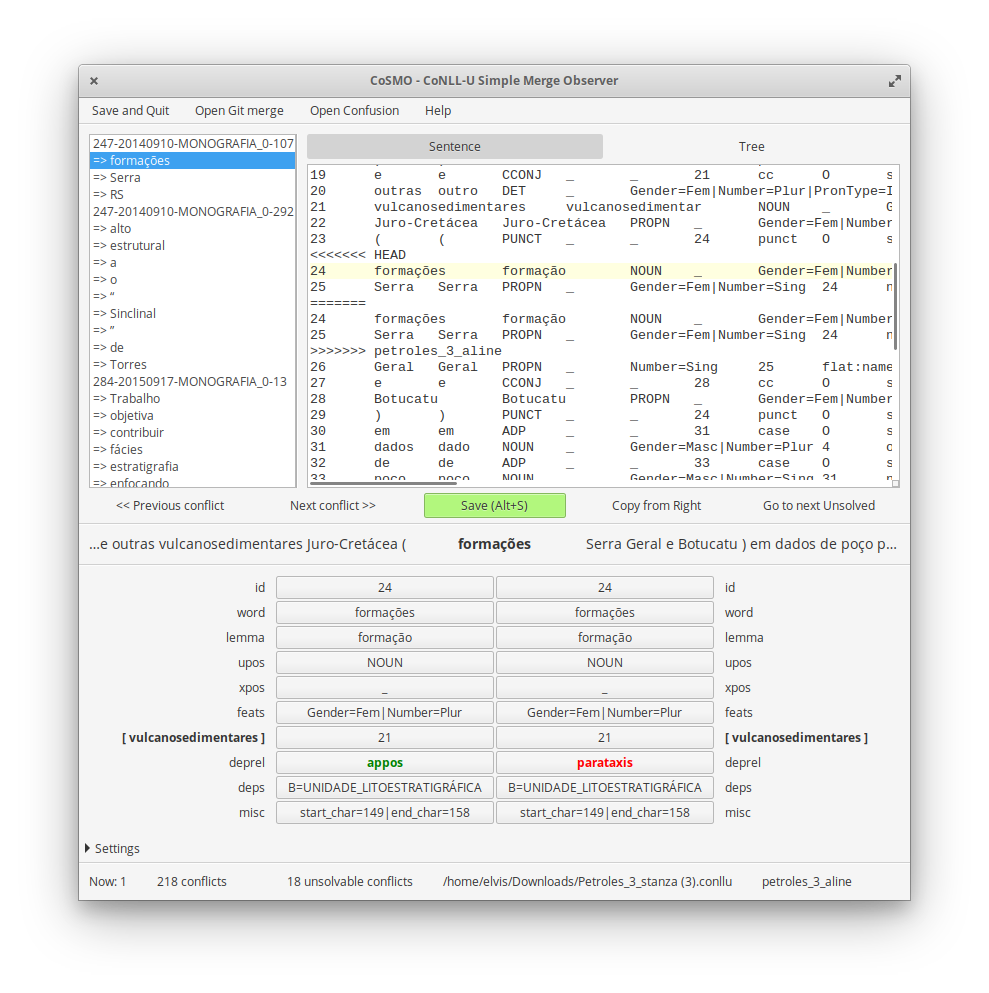 CoSMO - CoNLL-U Simple Merge Observer
Save and Quit Open Git merge Open Confusion Help
247-20140910-MONOGRAFIA_0-107
=> formações
=> Serra
=> RS
247-20140910-MONOGRAFIA_0-292
=> alto
=> estrutural
=> a
=> o
=> “
=> Sinclinal
=> ”
=> de
=> Torres
284-20150917-MONOGRAFIA_0-13
=> Trabalho
=> objetiva
=> contribuir
=> fácies
=> estratigrafia
=> enfocando
Sentence Tree
19 e e CCONJ _ _ 21 cc O s
20 outras outro DET _ Gender=Fem|Number=Plur|PronType=I
21 vulcanosedimentares vulcanosedimentar NOUN _ G
22 Juro-Cretácea Juro-Cretácea PROPN _ Gender=Fem|Number
23 ( ( PUNCT _ _ 24 punct O s
<<<<<<< HEAD
24 formações formação NOUN _ Gender=Fem|Number
25 Serra Serra PROPN _ Gender=Fem|Number=Sing 24 n
=======
24 formações formação NOUN _ Gender=Fem|Number
25 Serra Serra PROPN _ Gender=Fem|Number=Sing 24 n
>>>>>>> petroles_3_aline
26 Geral Geral PROPN _ Number=Sing 25 flat:name
27 e e CCONJ _ _ 28 cc O s
28 Botucatu Botucatu PROPN _ Gender=Fem|Number
29 ) ) PUNCT _ _ 24 punct O s
30 em em ADP _ _ 31 case O s
31 dados dado NOUN _ Gender=Masc|Number=Plur 4 o
32 de de ADP _ _ 33 case O s
33 poço poço NOUN _ Gender=Masc|Number=Sing 31 n
<< Previous conflict Next conflict >> Save (Alt+S) Copy from Right Go to next Unsolved
...e outras vulcanosedimentares Juro-Cretácea ( formações Serra Geral e Botucatu ) em dados de poço p...
id 24 24 id
word formações formações word
lemma formação formação lemma
upos NOUN NOUN upos
xpos _ _ xpos
feats Gender=Fem|Number=Plur Gender=Fem|Number=Plur feats
[ vulcanosedimentares ] 21 21 [ vulcanosedimentares ]
deprel appos parataxis deprel
deps B=UNIDADE_LITOESTRATIGRÁFICA B=UNIDADE_LITOESTRATIGRÁFICA deps
misc start_char=149|end_char=158 start_char=149|end_char=158 misc
Settings
Now: 1 218 conflicts 18 unsolvable conflicts /home/elvis/Downloads/Petroles_3_stanza (3).conllu petroles_3_aline